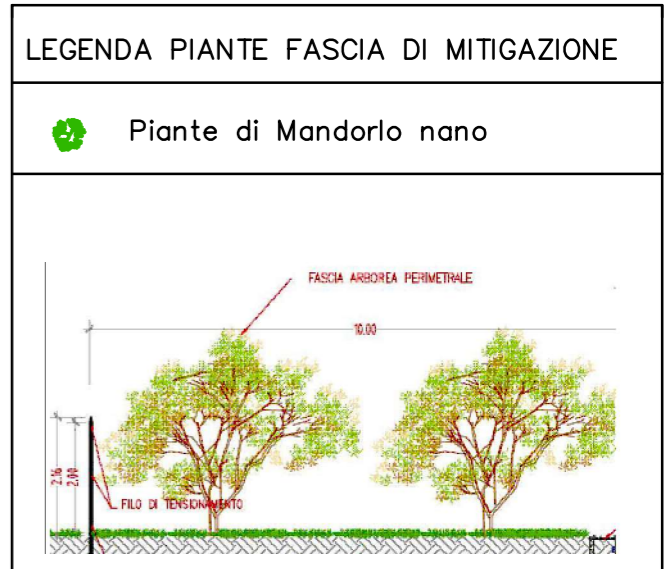 LEGENDA PIANTE FASCIA DI MITIGAZIONE
Piante di Mandorlo nano
FASCIA ARBOREA PERIMETRALE
10.00
2.16
2.00
FILO DI TENSIONAMENTO